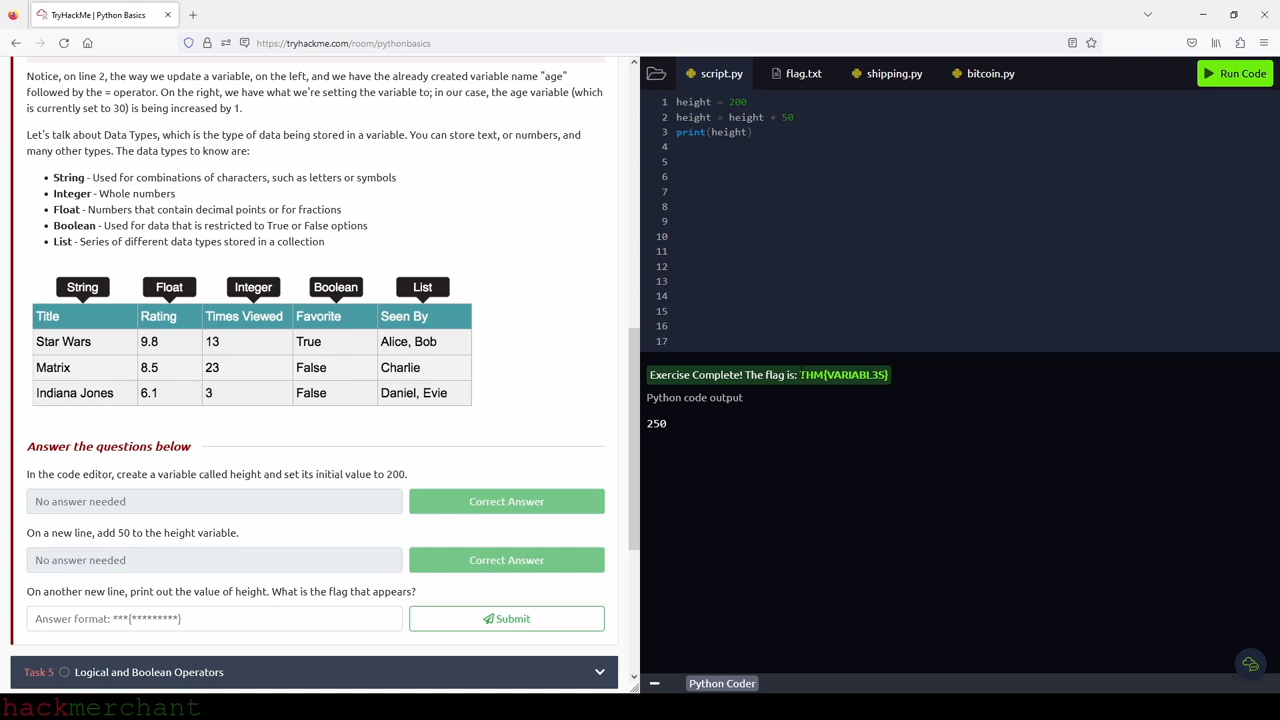 TryHackMe | Python Basics
https://tryhackme.com/room/pythonbasics
Notice, on line 2, the way we update a variable, on the left, and we have the already created variable name "age"
followed by the = operator. On the right, we have what we're setting the variable to; in our case, the age variable (which
is currently set to 30) is being increased by 1.
Let's talk about Data Types, which is the type of data being stored in a variable. You can store text, or numbers, and
many other types. The data types to know are:
String - Used for combinations of characters, such as letters or symbols
Integer - Whole numbers
Float - Numbers that contain decimal points or for fractions
Boolean - Used for data that is restricted to True or False options
List - Series of different data types stored in a collection
String Float Integer Boolean List
Title Rating Times Viewed Favorite Seen By
Star Wars 9.8 13 True Alice, Bob
Matrix 8.5 23 False Charlie
Indiana Jones 6.1 3 False Daniel, Evie
Answer the questions below
In the code editor, create a variable called height and set its initial value to 200.
No answer needed Correct Answer
On a new line, add 50 to the height variable.
No answer needed Correct Answer
On another new line, print out the value of height. What is the flag that appears?
Answer format: ***{*********} Submit
Task 5 Logical and Boolean Operators
script.py flag.txt shipping.py bitcoin.py Run Code
1 height = 200
2 height = height + 50
3 print(height)
4
5
6
7
8
9
10
11
12
13
14
15
16
17
Exercise Complete! The flag is: THM{VARIABL3S}
Python code output
250
Python Coder
hackmerchant